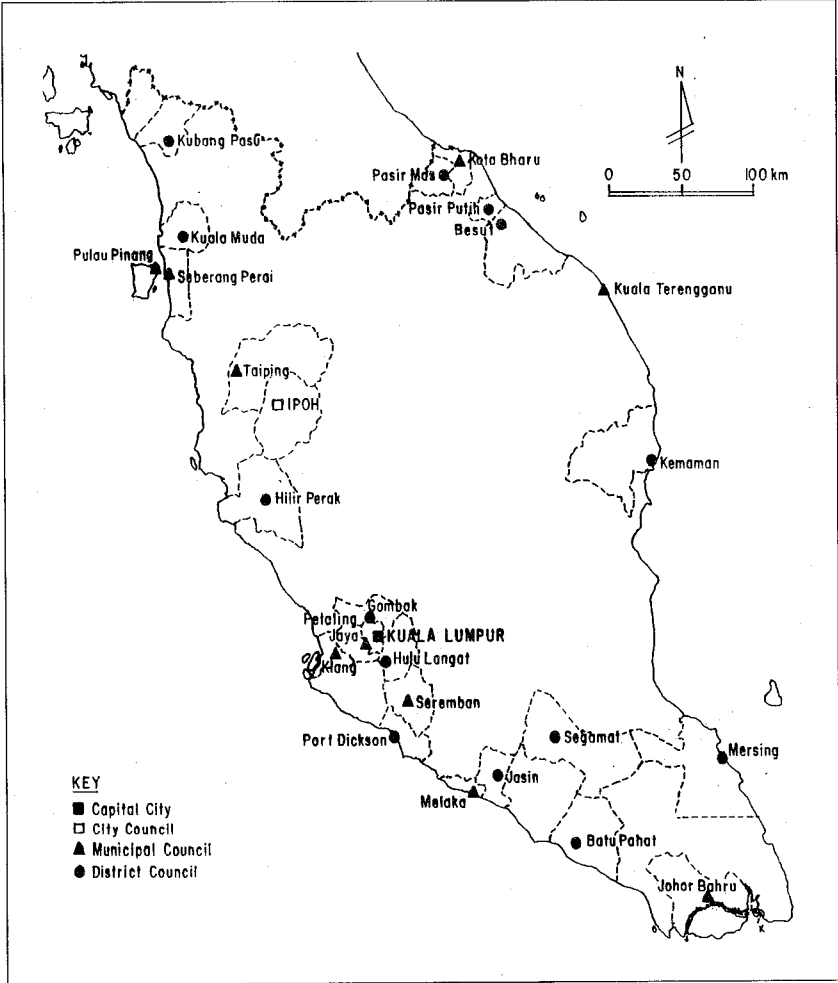 N
0 50 100 km
Kubang Pasu
Kota Bharu
Pasir Mas
Pasir Putih
Besut
Kuala Muda
Pulau Pinang
Seberang Perai
Kuala Terengganu
Taiping
IPOH
Kemaman
Hilir Perak
Gombak
Petaling
Jaya
KUALA LUMPUR
Klang
Hulu Langat
Seremban
Port Dickson
Segamat
Mersing
Jasin
Melaka
Batu Pahat
Johor Bahru
KEY
Capital City
City Council
Municipal Council
District Council